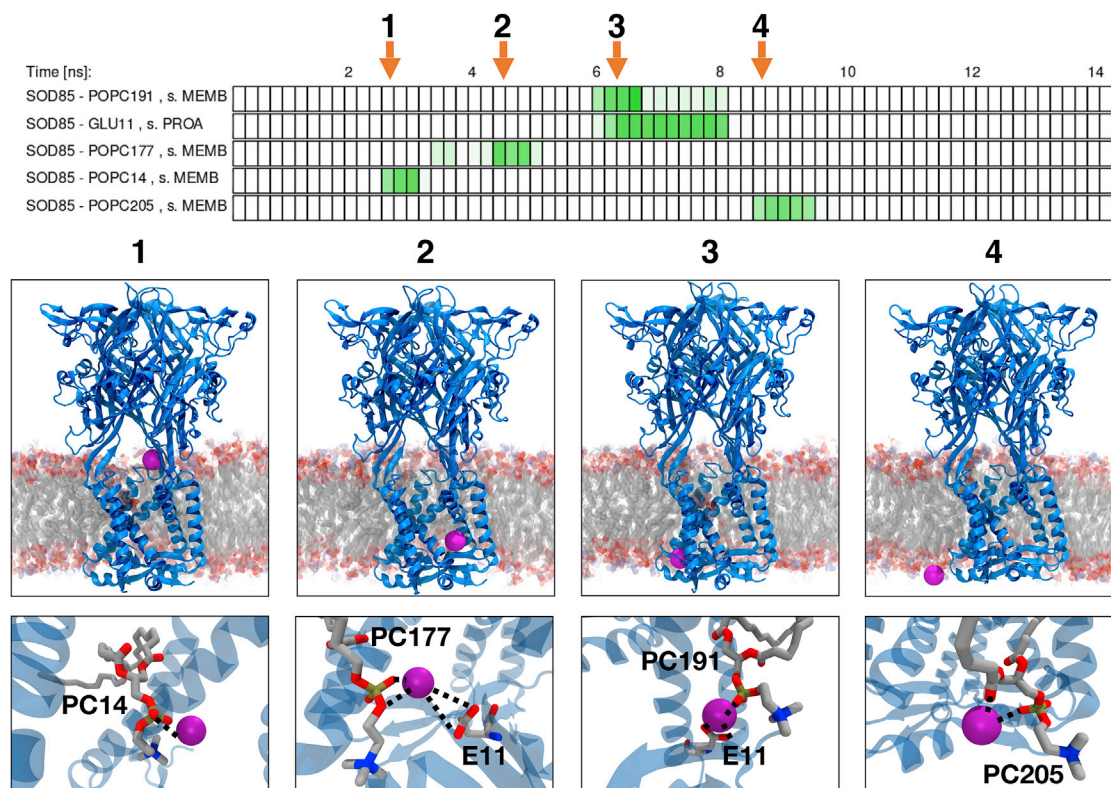 1 2 3 4
Time [ns]: 2 4 6 8 10 12 14
SOD85 - POPC191 , s. MEMB
SOD85 - GLU11 , s. PROA
SOD85 - POPC177 , s. MEMB
SOD85 - POPC14 , s. MEMB
SOD85 - POPC205 , s. MEMB
1 2 3 4
PC14
PC177
E11
PC191
E11
PC205